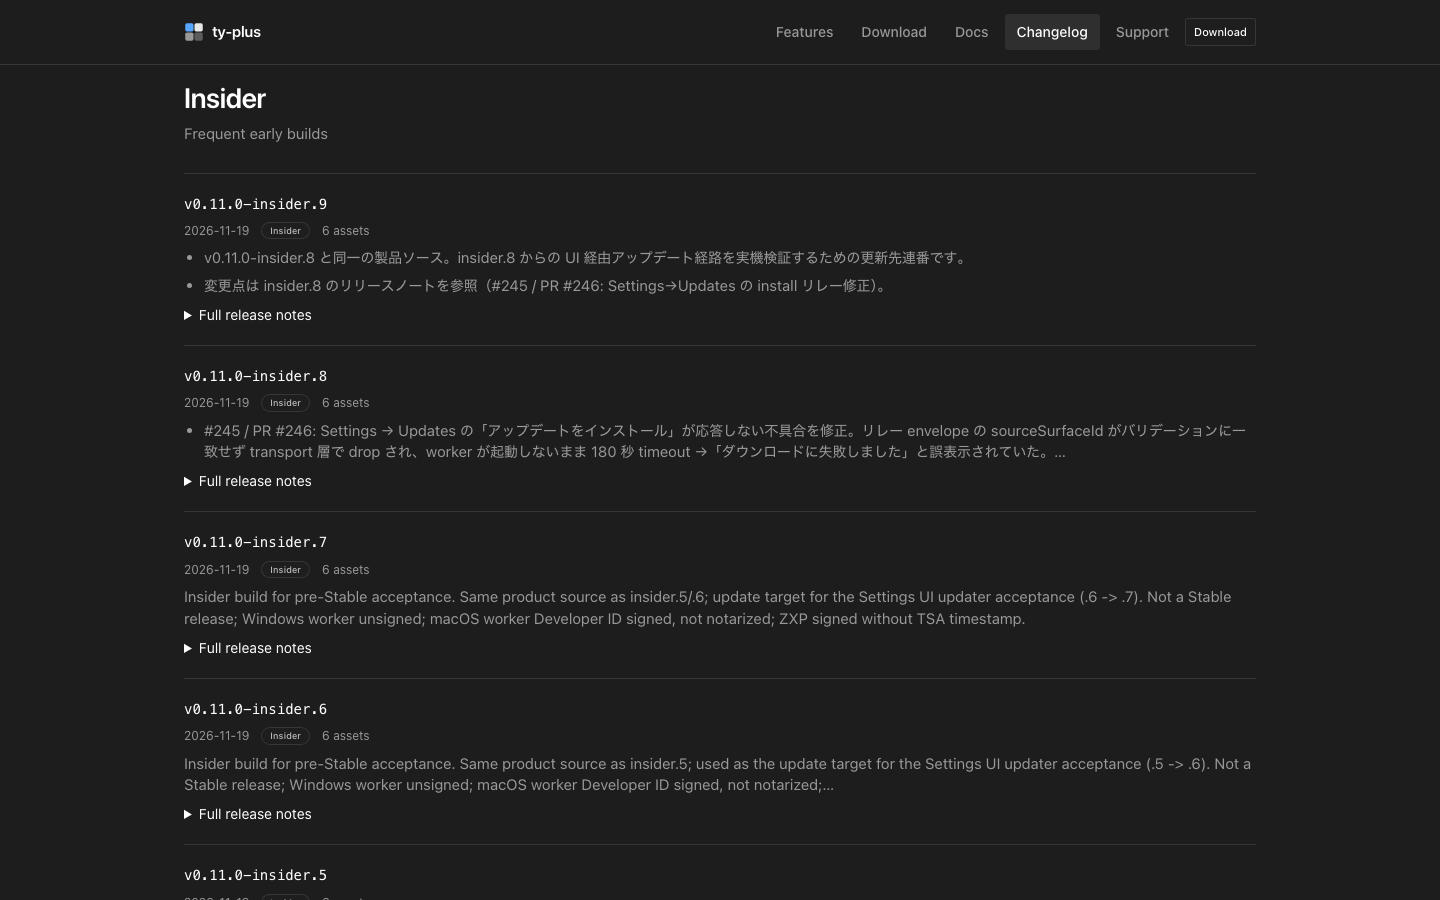 ty-plus
Features
Download
Docs
Changelog
Support
Download
Insider
Frequent early builds
v0.11.0-insider.9
2026-11-19 Insider 6 assets
• v0.11.0-insider.8 と同一の製品ソース。insider.8 からの UI 経由アップデート経路を実機検証するための更新先連番です。
• 変更点は insider.8 のリリースノートを参照（#245 / PR #246: Settings→Updates の install リレー修正）。
▶ Full release notes
v0.11.0-insider.8
2026-11-19 Insider 6 assets
• #245 / PR #246: Settings → Updates の「アップデートをインストール」が応答しない不具合を修正。リレー envelope の sourceSurfaceId がバリデーションに一
致せず transport 層で drop され、worker が起動しないまま 180 秒 timeout →「ダウンロードに失敗しました」と誤表示されていた。...
▶ Full release notes
v0.11.0-insider.7
2026-11-19 Insider 6 assets
Insider build for pre-Stable acceptance. Same product source as insider.5/.6; update target for the Settings UI updater acceptance (.6 -> .7). Not a Stable
release; Windows worker unsigned; macOS worker Developer ID signed, not notarized; ZXP signed without TSA timestamp.
▶ Full release notes
v0.11.0-insider.6
2026-11-19 Insider 6 assets
Insider build for pre-Stable acceptance. Same product source as insider.5; used as the update target for the Settings UI updater acceptance (.5 -> .6). Not a
Stable release; Windows worker unsigned; macOS worker Developer ID signed, not notarized;...
▶ Full release notes
v0.11.0-insider.5